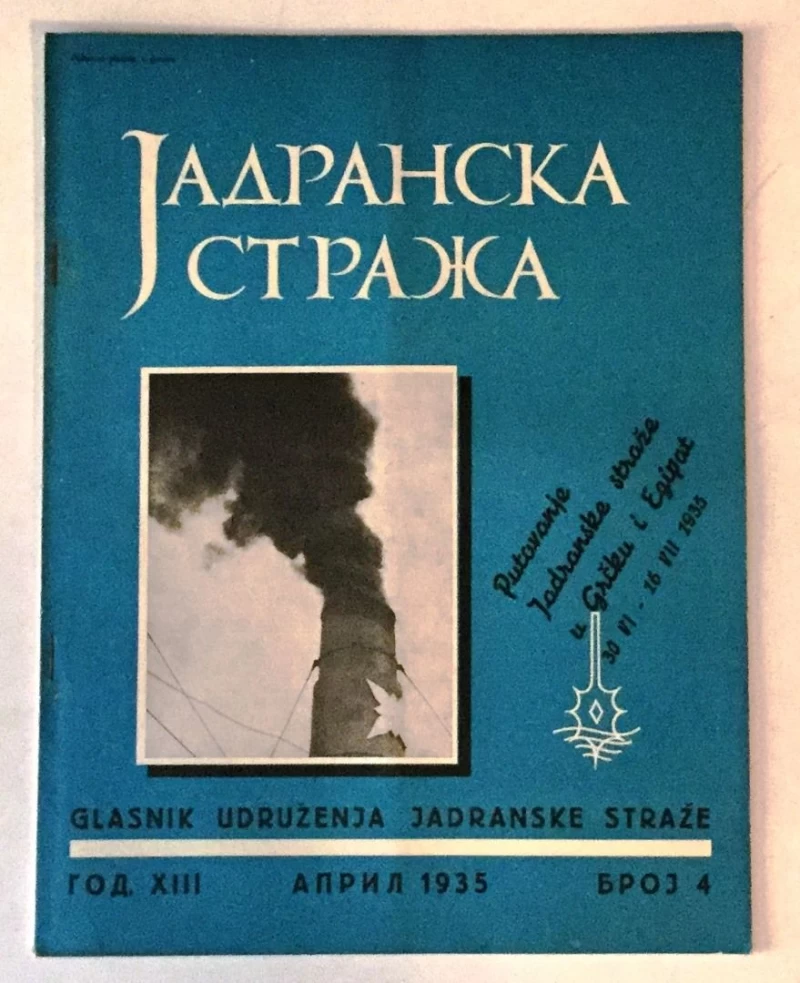 ЈАДРАНСКА
СТРАЖА
Putovanje
Jadranske straže
u Grčku i Egipat
30 VI - 16 VII 1935
GLASNIK UDRUŽENJA JADRANSKE STRAŽE
ГОД. XIII АПРИЛ 1935 БРОЈ 4